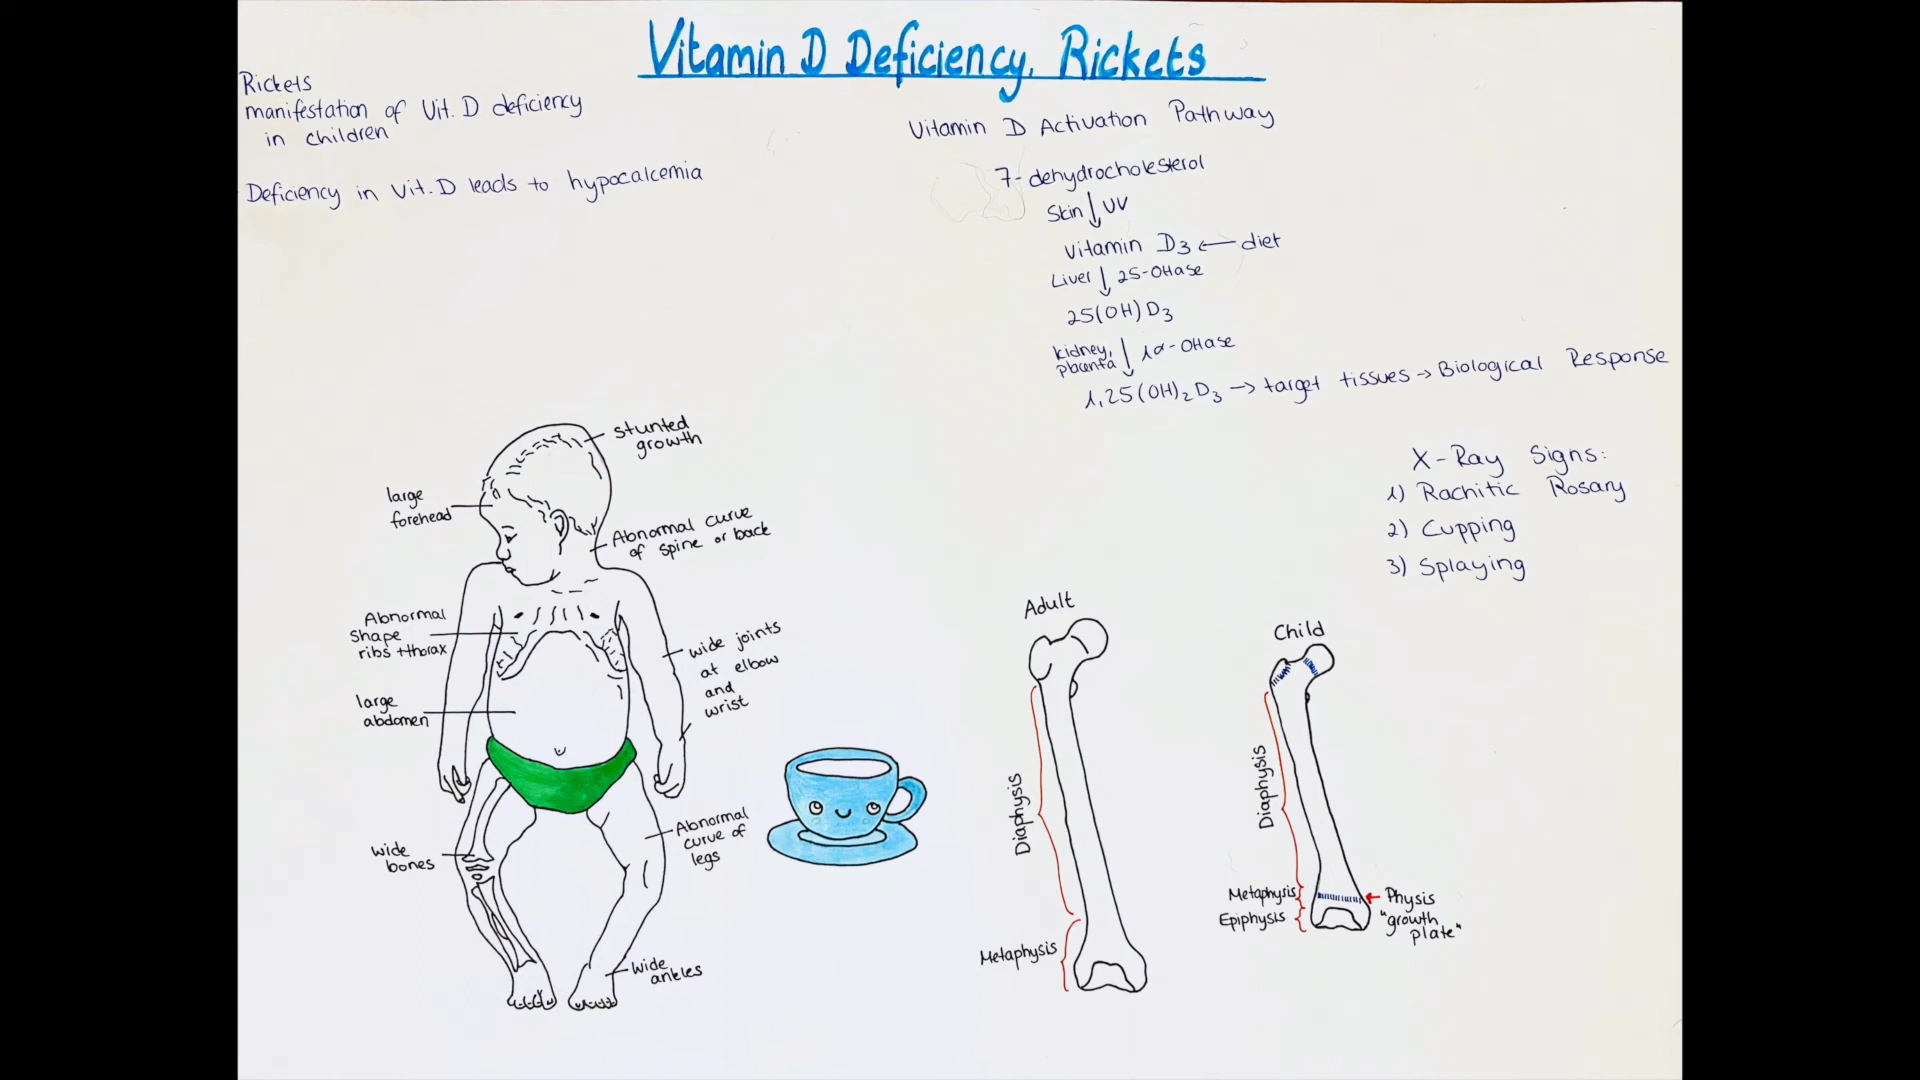 Vitamin D Deficiency, Rickets
Rickets
manifestation of Vit. D deficiency
in children
Deficiency in Vit. D leads to hypocalcemia
Vitamin D Activation Pathway
7-dehydrocholesterol
Skin UV
Vitamin D3 ← diet
Liver 25-OHase
25(OH)D3
kidney, placenta 1α-OHase
1,25(OH)2D3 → target tissues → Biological Response
X-Ray Signs:
1) Rachitic Rosary
2) Cupping
3) Splaying
stunted
growth
large
forehead
Abnormal curve
of spine or back
Abnormal
shape
ribs + thorax
wide joints
at elbow
and
wrist
large
abdomen
wide
bones
Abnormal
curve of
legs
wide
ankles
Adult
Diaphysis
Metaphysis
Child
Diaphysis
Metaphysis
Epiphysis
Physis
"growth
plate"